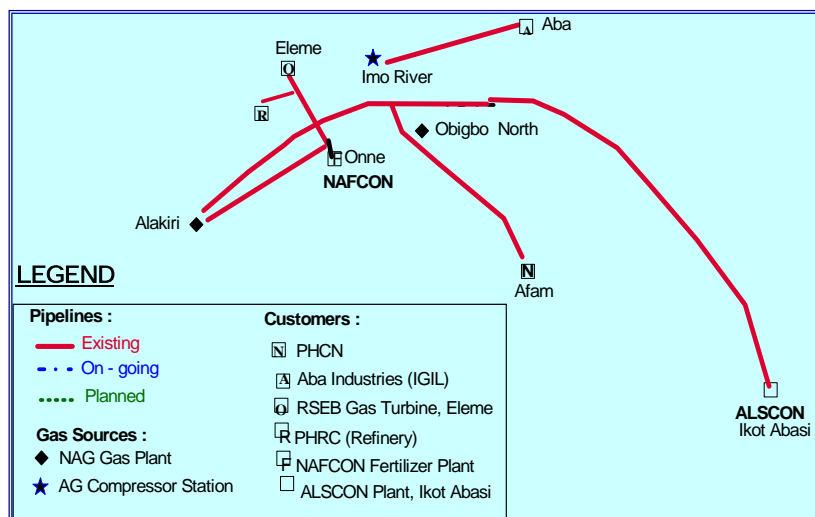 Aba
A
Eleme
O
Imo River
R
Obigbo North
F Onne
NAFCON
Alakiri
N
Afam
ALSCON
Ikot Abasi
LEGEND
Pipelines :
Existing
On - going
Planned
Gas Sources :
NAG Gas Plant
AG Compressor Station
Customers :
N PHCN
A Aba Industries (IGIL)
O RSEB Gas Turbine, Eleme
R PHRC (Refinery)
F NAFCON Fertilizer Plant
ALSCON Plant, Ikot Abasi